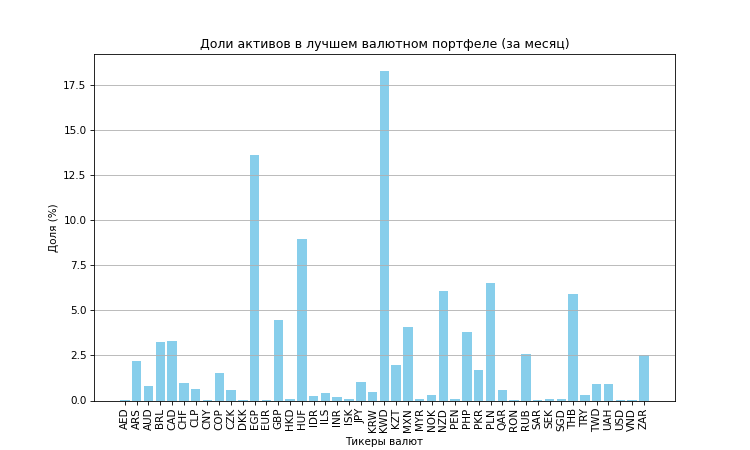 Доли активов в лучшем валютном портфеле (за месяц)
Доля (%)
17.5
15.0
12.5
10.0
7.5
5.0
2.5
0.0
AED ARS AUD BRL CAD CHF CLP CNY COP CZK DKK EGP EUR GBP HKD HUF IDR ILS INR ISK JPY KRW KWD KZT MXN MYR NOK NZD PEN PHP PKR PLN QAR RON RUB SAR SEK SGD THB TRY TWD UAH USD VND ZAR
Тикеры валют